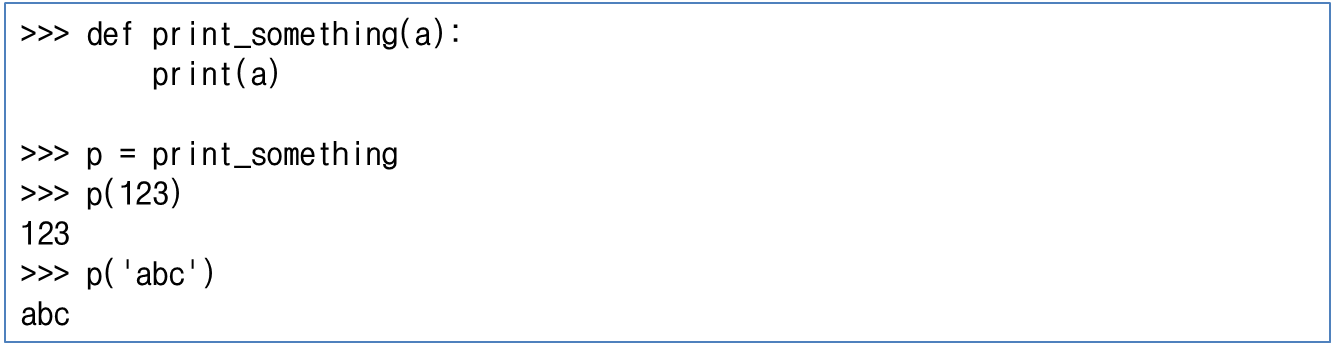 >>> def print_something(a):
        print(a)
>>> p = print_something
>>> p(123)
123
>>> p('abc')
abc